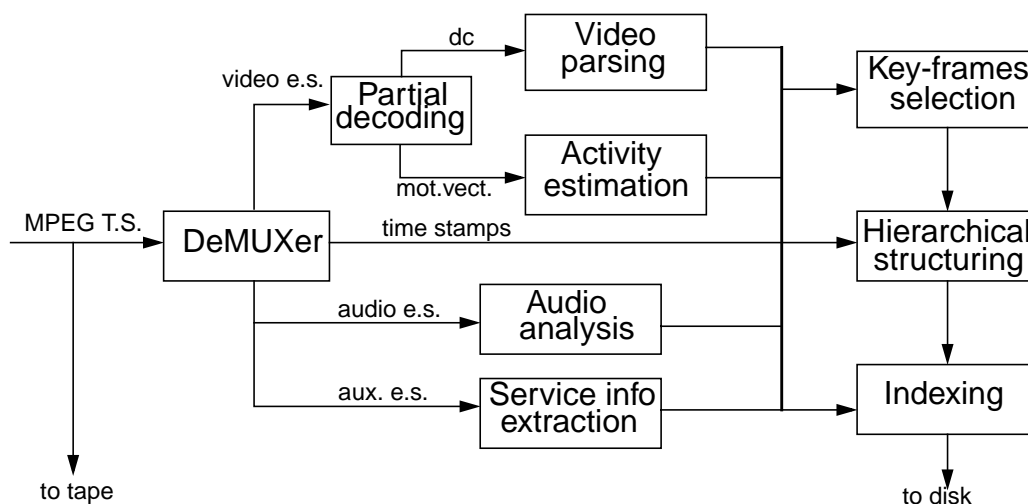 dc
Video
parsing
video e.s.
Partial
decoding
Key-frames
selection
mot.vect.
Activity
estimation
MPEG T.S.
DeMUXer
time stamps
Hierarchical
structuring
audio e.s.
Audio
analysis
aux. e.s.
Service info
extraction
Indexing
to tape
to disk